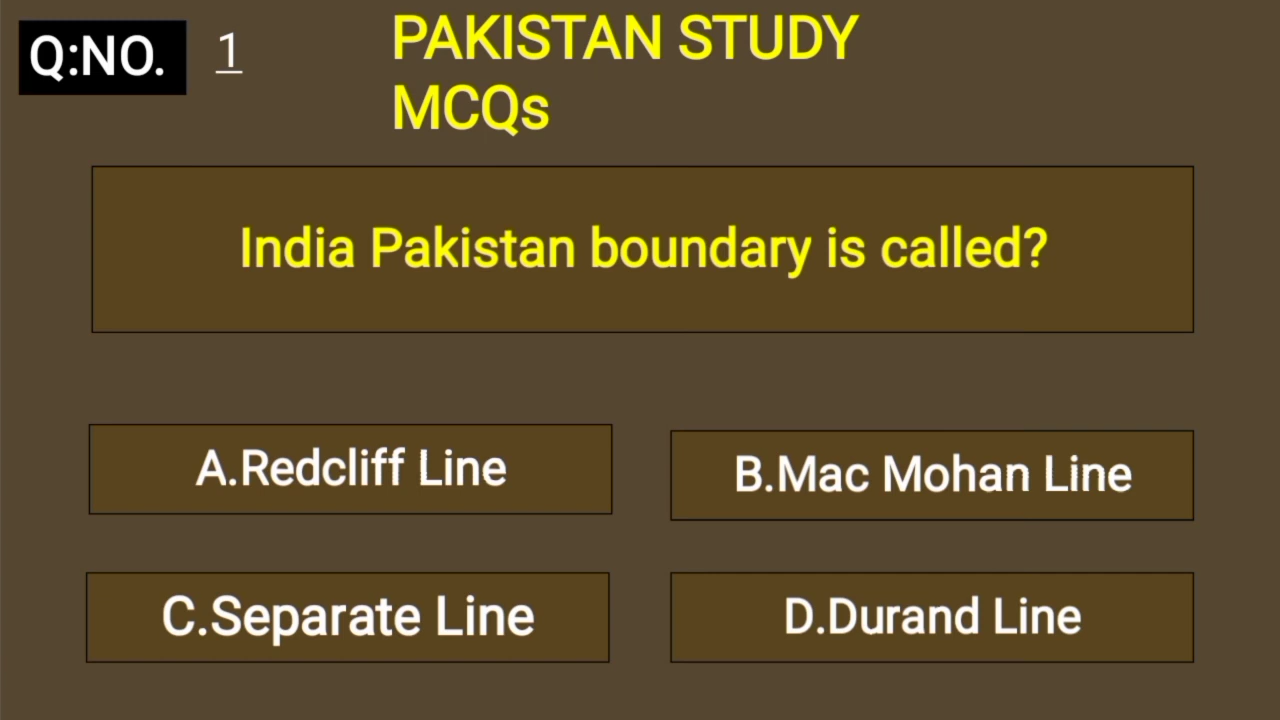 Q:NO. 1
PAKISTAN STUDY
MCQs
India Pakistan boundary is called?
A.Redcliff Line
B.Mac Mohan Line
C.Separate Line
D.Durand Line